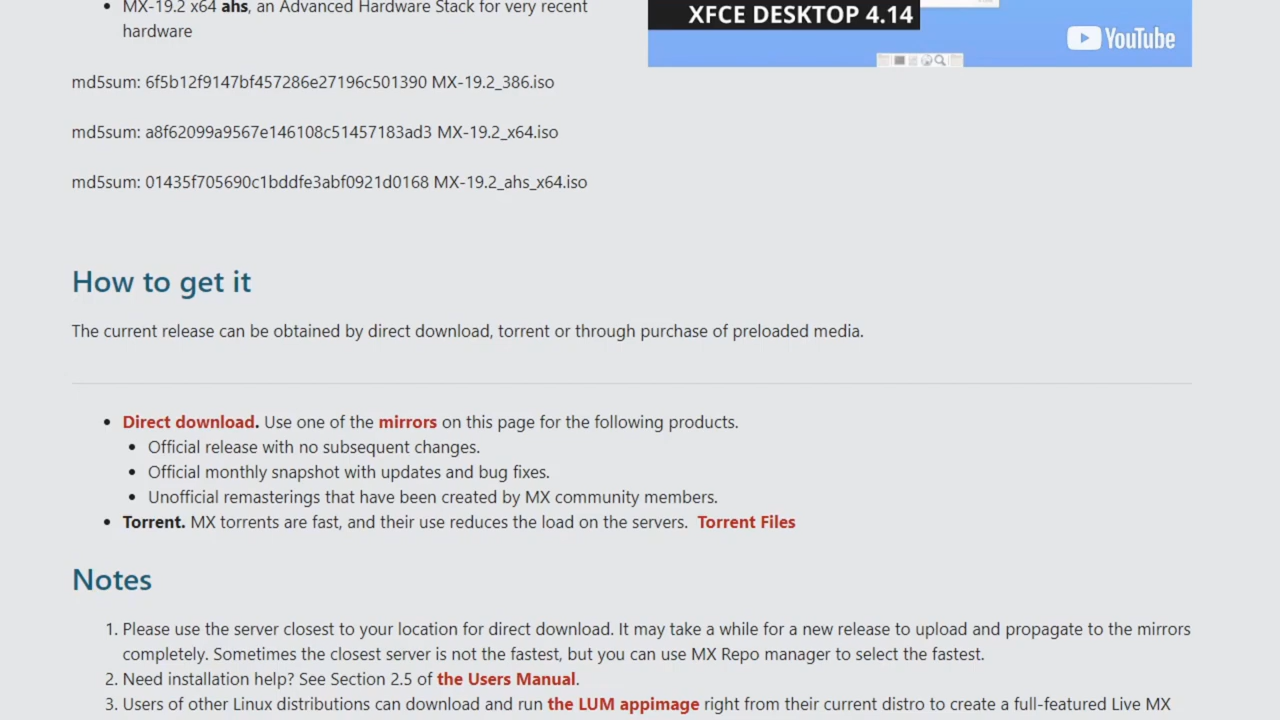 MX-19.2 x64 ahs, an Advanced Hardware Stack for very recent
hardware
XFCE DESKTOP 4.14
YouTube
md5sum: 6f5b12f9147bf457286e27196c501390 MX-19.2_386.iso
md5sum: a8f62099a9567e146108c51457183ad3 MX-19.2_x64.iso
md5sum: 01435f705690c1bddfe3abf0921d0168 MX-19.2_ahs_x64.iso
How to get it
The current release can be obtained by direct download, torrent or through purchase of preloaded media.
Direct download. Use one of the mirrors on this page for the following products.
Official release with no subsequent changes.
Official monthly snapshot with updates and bug fixes.
Unofficial remasterings that have been created by MX community members.
Torrent. MX torrents are fast, and their use reduces the load on the servers. Torrent Files
Notes
1. Please use the server closest to your location for direct download. It may take a while for a new release to upload and propagate to the mirrors
completely. Sometimes the closest server is not the fastest, but you can use MX Repo manager to select the fastest.
2. Need installation help? See Section 2.5 of the Users Manual.
3. Users of other Linux distributions can download and run the LUM appimage right from their current distro to create a full-featured Live MX